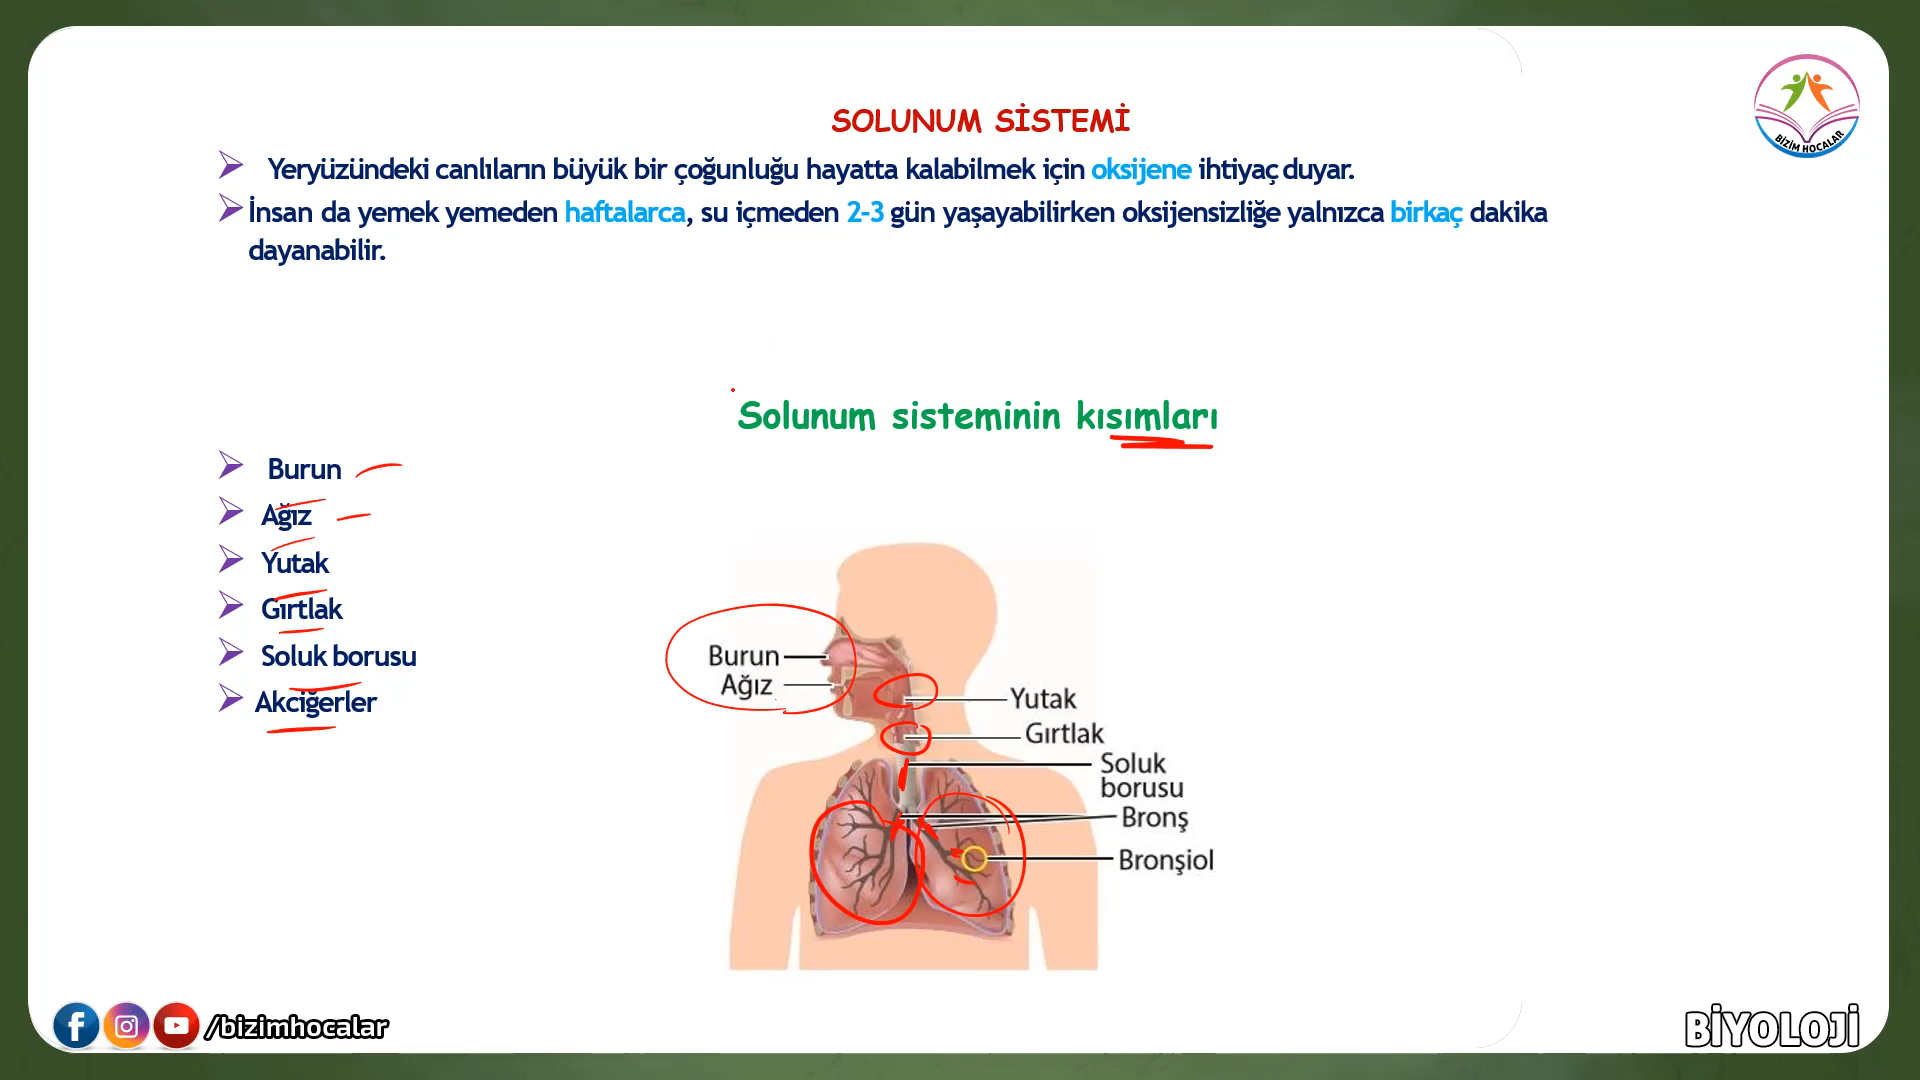 BİZİM HOCALAR
SOLUNUM SİSTEMİ
Yeryüzündeki canlıların büyük bir çoğunluğu hayatta kalabilmek için oksijene ihtiyaç duyar.
İnsan da yemek yemeden haftalarca, su içmeden 2-3 gün yaşayabilirken oksijensizliğe yalnızca birkaç dakika
dayanabilir.
Solunum sisteminin kısımları
Burun
Ağız
Yutak
Gırtlak
Soluk borusu
Akciğerler
Burun
Ağız
Yutak
Gırtlak
Soluk
borusu
Bronş
Bronşiol
/bizimhocalar
BİYOLOJİ